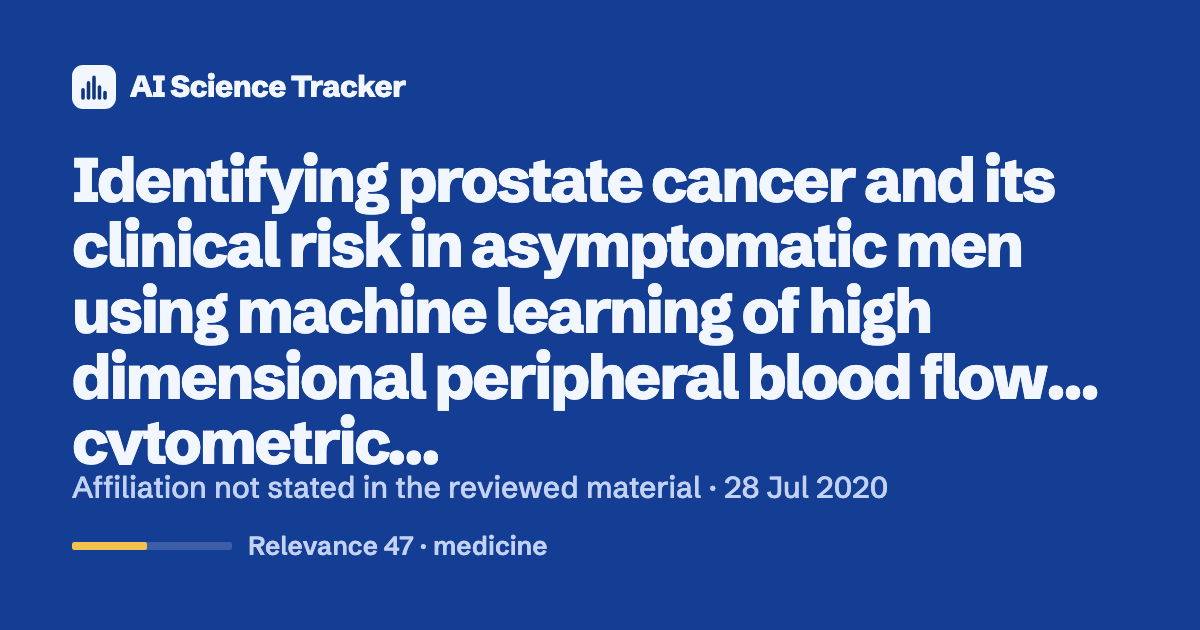 AI Science Tracker
Identifying prostate cancer and its
clinical risk in asymptomatic men
using machine learning of high
dimensional peripheral blood flow...
cytometric...
Affiliation not stated in the reviewed material · 28 Jul 2020
Relevance 47 · medicine